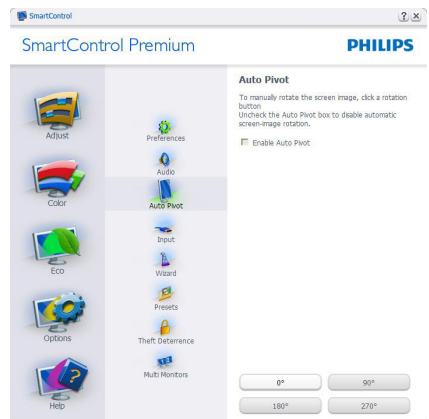 SmartControl
SmartControl Premium
PHILIPS
Adjust
Color
Eco
Options
Help
Preferences
Audio
Auto Pivot
Input
Wizard
Presets
Theft Deterrence
Multi Monitors
Auto Pivot
To manually rotate the screen image, click a rotation
button
Uncheck the Auto Pivot box to disable automatic
screen-image rotation.
Enable Auto Pivot
0°
90°
180°
270°